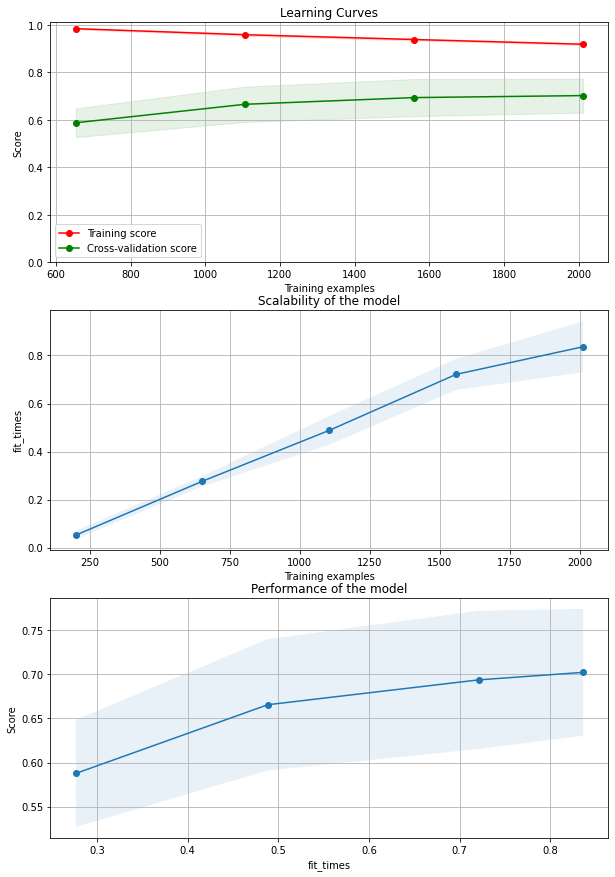 Learning Curves
1.0
0.8
0.6
0.4
0.2
0.0
Score
Training score
Cross-validation score
600 800 1000 1200 1400 1600 1800 2000
Training examples
Scalability of the model
0.8
0.6
0.4
0.2
0.0
fit_times
250 500 750 1000 1250 1500 1750 2000
Training examples
Performance of the model
0.75
0.70
0.65
0.60
0.55
Score
0.3 0.4 0.5 0.6 0.7 0.8
fit_times